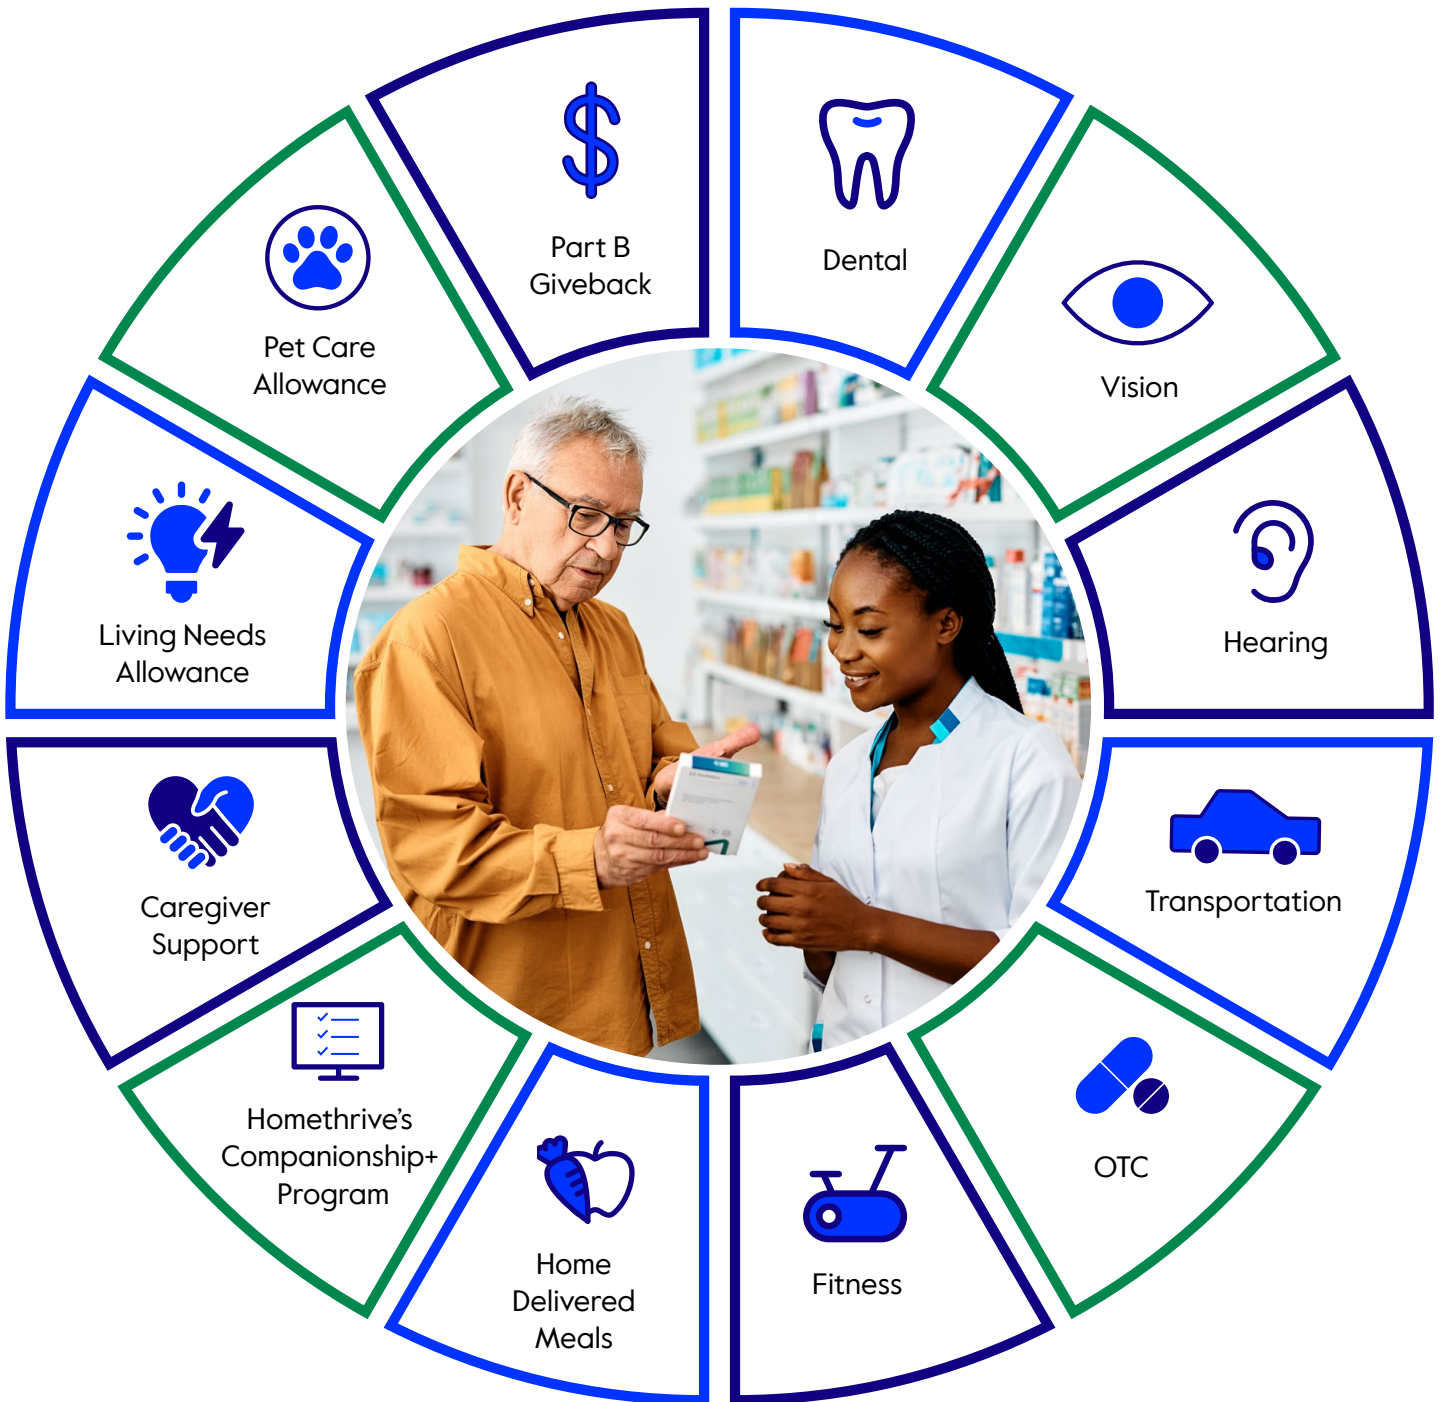 Part B
Giveback
Dental
Vision
Hearing
Transportation
OTC
Fitness
Home
Delivered
Meals
Homethrive’s
Companionship+
Program
Caregiver
Support
Living Needs
Allowance
Pet Care
Allowance